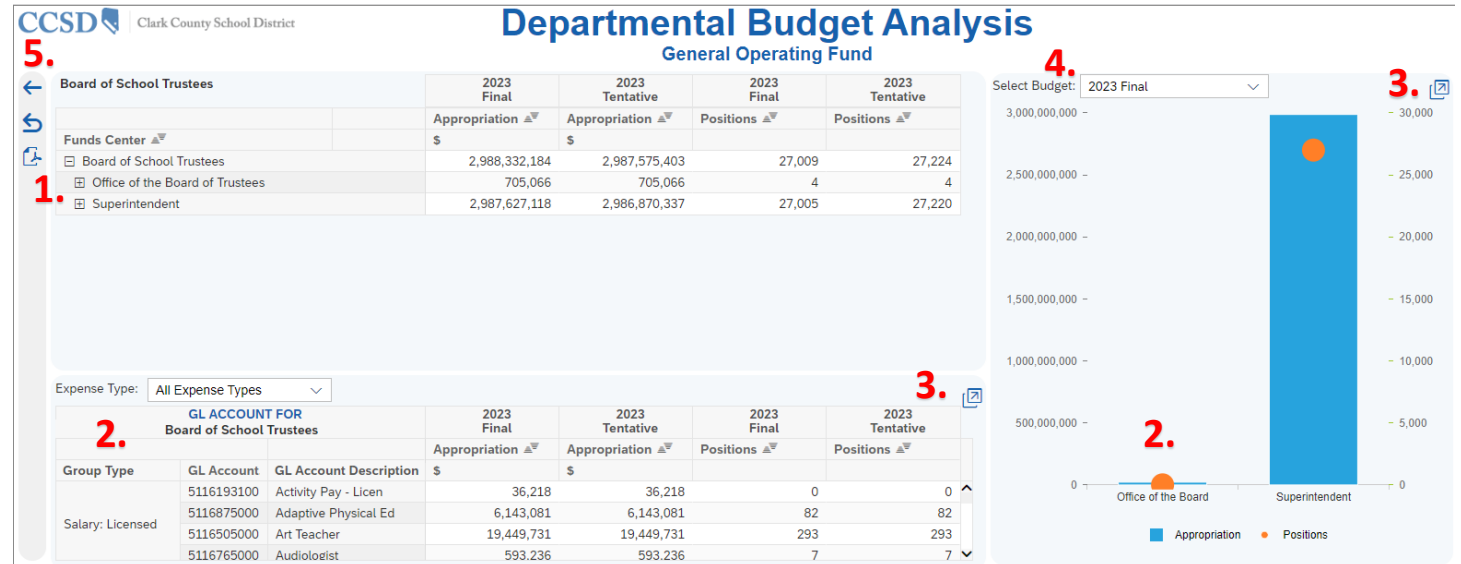 CCSD Clark County School District
Departmental Budget Analysis
General Operating Fund
5.
Board of School Trustees 2023 Final 2023 Tentative 2023 Final 2023 Tentative
Appropriation Appropriation Positions Positions
Funds Center $ $
Board of School Trustees 2,988,332,184 2,987,575,403 27,009 27,224
Office of the Board of Trustees 705,066 705,066 4 4
1.
Superintendent 2,987,627,118 2,986,870,337 27,005 27,220
Expense Type: All Expense Types
3.
GL ACCOUNT FOR
Board of School Trustees 2023 Final 2023 Tentative 2023 Final 2023 Tentative
2.
Appropriation Appropriation Positions Positions
Group Type GL Account GL Account Description $ $
Salary: Licensed
5116193100 Activity Pay - Licen 36,218 36,218 0 0
5116875000 Adaptive Physical Ed 6,143,081 6,143,081 82 82
5116505000 Art Teacher 19,449,731 19,449,731 293 293
5116765000 Audiologist 593,236 593,236 7 7
4.
Select Budget: 2023 Final
3.
3,000,000,000 30,000
2,500,000,000 25,000
2,000,000,000 20,000
1,500,000,000 15,000
1,000,000,000 10,000
500,000,000 5,000
2.
0 0
Office of the Board Superintendent
Appropriation Positions